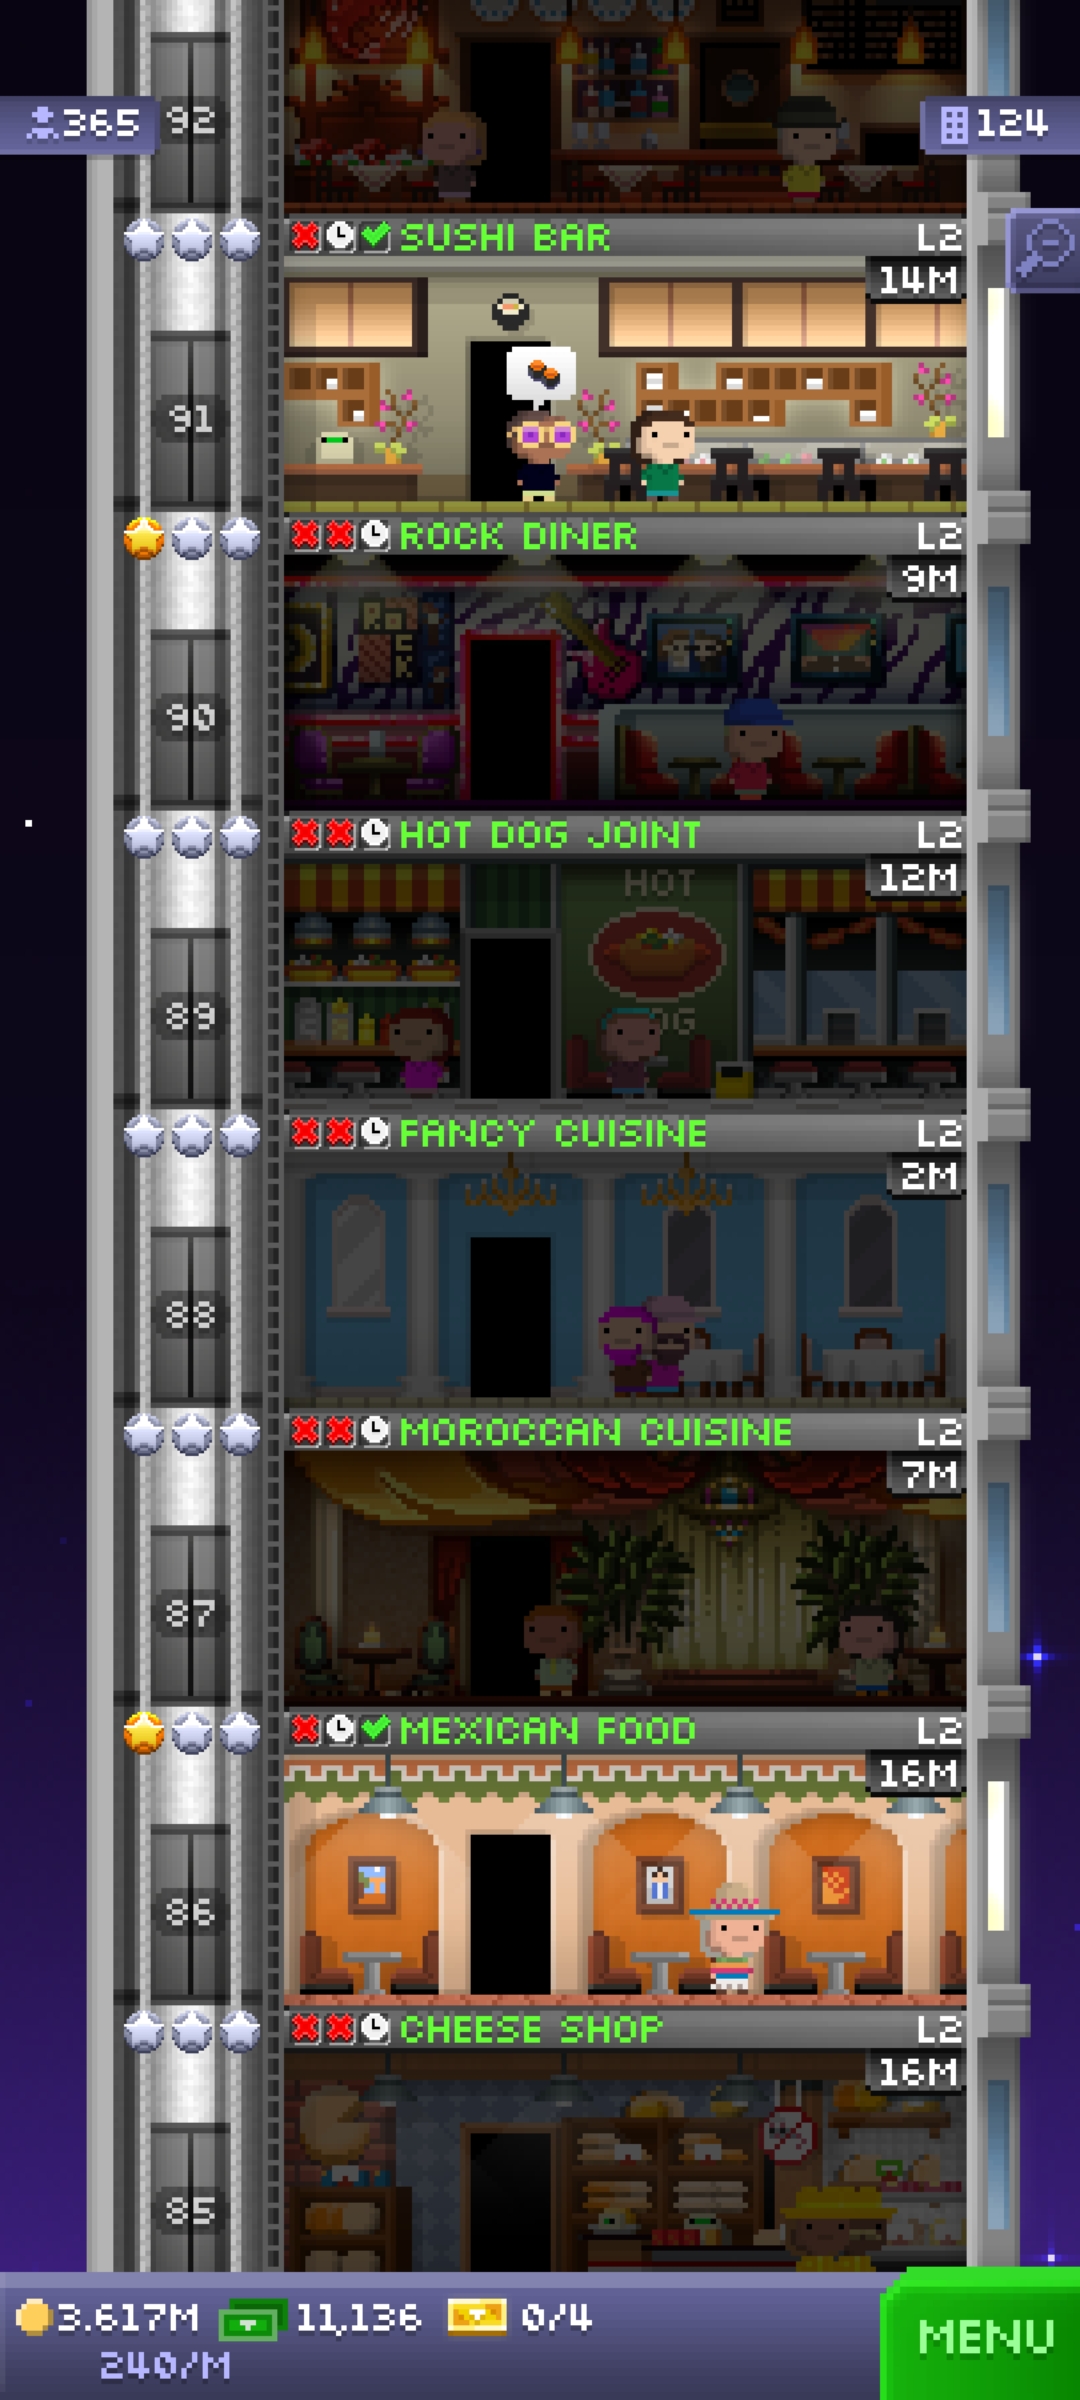 365
92
124
SUSHI BAR L2
14M
91
ROCK DINER L2
9M
ROCK
90
HOT DOG JOINT L2
12M
HOT
89
OG
FANCY CUISINE L2
2M
88
MOROCCAN CUISINE L2
7M
87
MEXICAN FOOD L2
16M
86
CHEESE SHOP L2
16M
85
3.617M 11,136 0/4
240/M
MENU